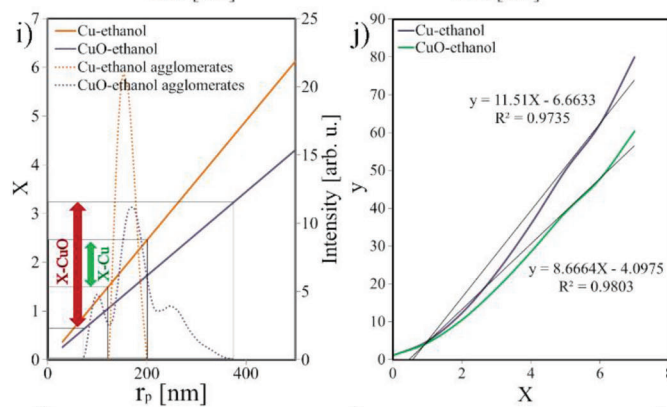 i)
7
6
5
4
3
2
1
0
X
Cu-ethanol
CuO-ethanol
Cu-ethanol agglomerates
CuO-ethanol agglomerates
X-CuO
X-Cu
25
20
15
10
5
0
Intensity [arb. u.]
0 200 400
rₚ [nm]
j)
90
80
70
60
50
40
30
20
10
0
y
Cu-ethanol
CuO-ethanol
y = 11.51X - 6.6633
R² = 0.9735
y = 8.6664X - 4.0975
R² = 0.9803
0 2 4 6 8
X